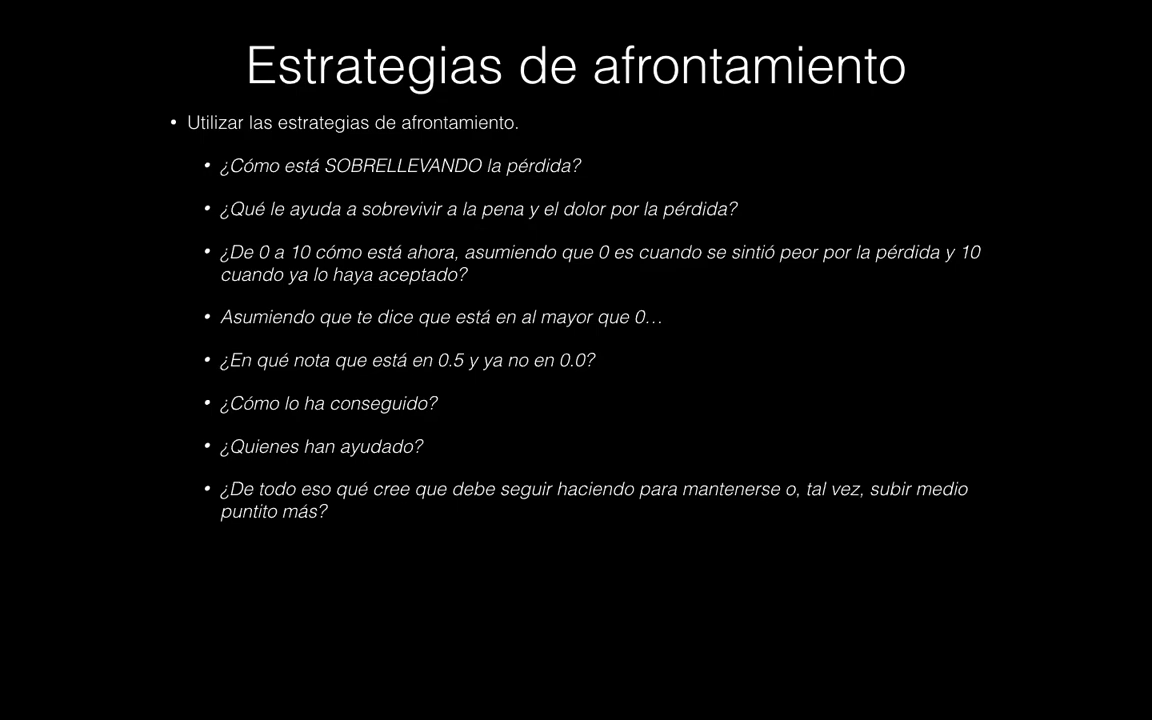 Estrategias de afrontamiento
• Utilizar las estrategias de afrontamiento.
• ¿Cómo está SOBRELLEVANDO la pérdida?
• ¿Qué le ayuda a sobrevivir a la pena y el dolor por la pérdida?
• ¿De 0 a 10 cómo está ahora, asumiendo que 0 es cuando se sintió peor por la pérdida y 10
cuando ya lo haya aceptado?
• Asumiendo que te dice que está en al mayor que 0…
• ¿En qué nota que está en 0.5 y ya no en 0.0?
• ¿Cómo lo ha conseguido?
• ¿Quienes han ayudado?
• ¿De todo eso qué cree que debe seguir haciendo para mantenerse o, tal vez, subir medio
puntito más?